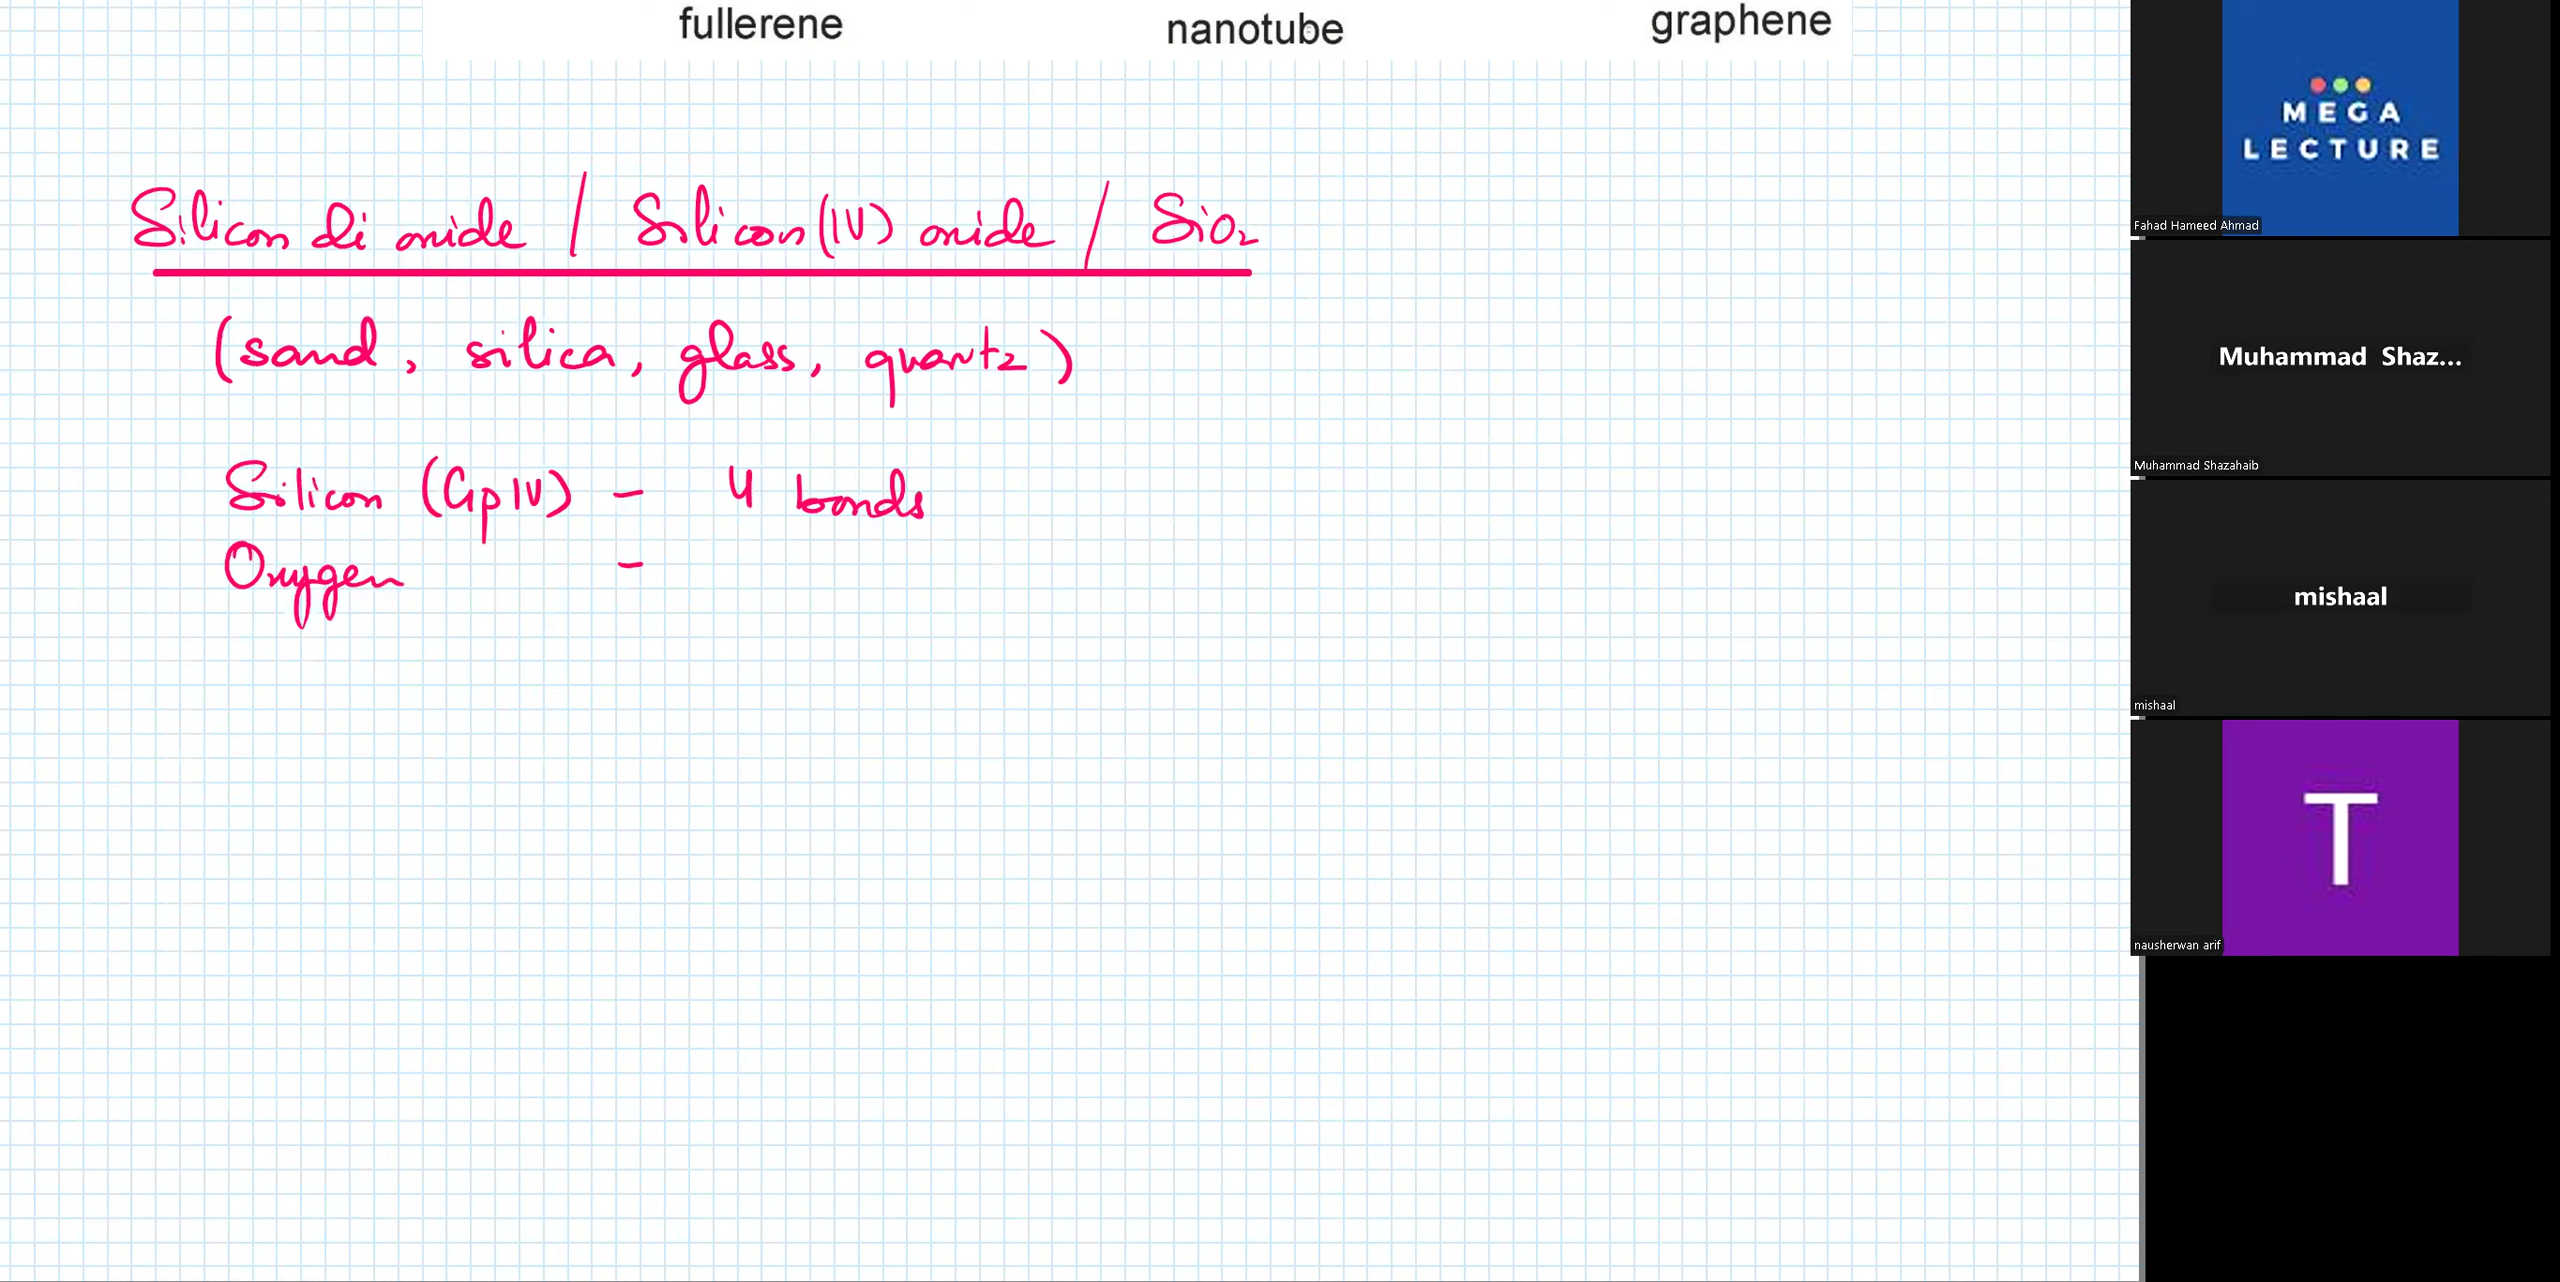 fullerene nanotube graphene
Silicon di oxide / Silicon (IV) oxide / SiO₂
(sand, silica, glass, quartz)
Silicon (Gp IV) - 4 bonds
Oxygen -
MEGA
LECTURE
Fahad Hameed Ahmad
Muhammad Shaz...
Muhammad Shazahaib
mishaal
mishaal
T
nausherwan arif